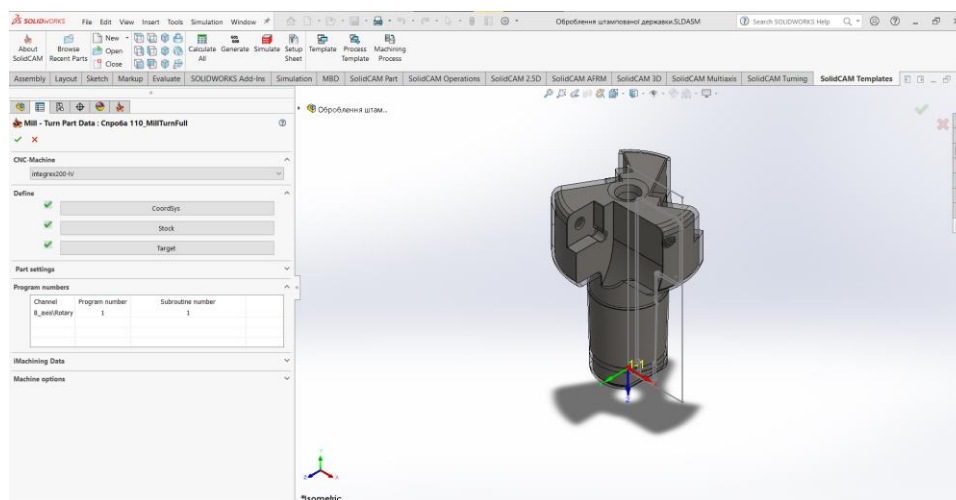 SOLIDWORKS File Edit View Insert Tools Simulation Window Оброблення штампованої державки.SLDASM Search SOLIDWORKS Help
About SolidCAM
Browse Recent Parts
New
Open
Close
Calculate All
Generate
Simulate
Setup Sheet
Template
Process Template
Machining Process
Assembly Layout Sketch Markup Evaluate SOLIDWORKS Add-Ins Simulation MBD SolidCAM Part SolidCAM Operations SolidCAM 2.5D SolidCAM AFRM SolidCAM 3D SolidCAM Multiaxis SolidCAM Turning SolidCAM Templates
Оброблення штам...
Mill - Turn Part Data : Спроба 110_MillTurnFull
CNC-Machine
integrex200-IV
Define
CoordSys
Stock
Target
Part settings
Program numbers
Channel Program number Subroutine number
B_axis\Rotary 1 1
iMachining Data
Machine options
1-1
*Isometric